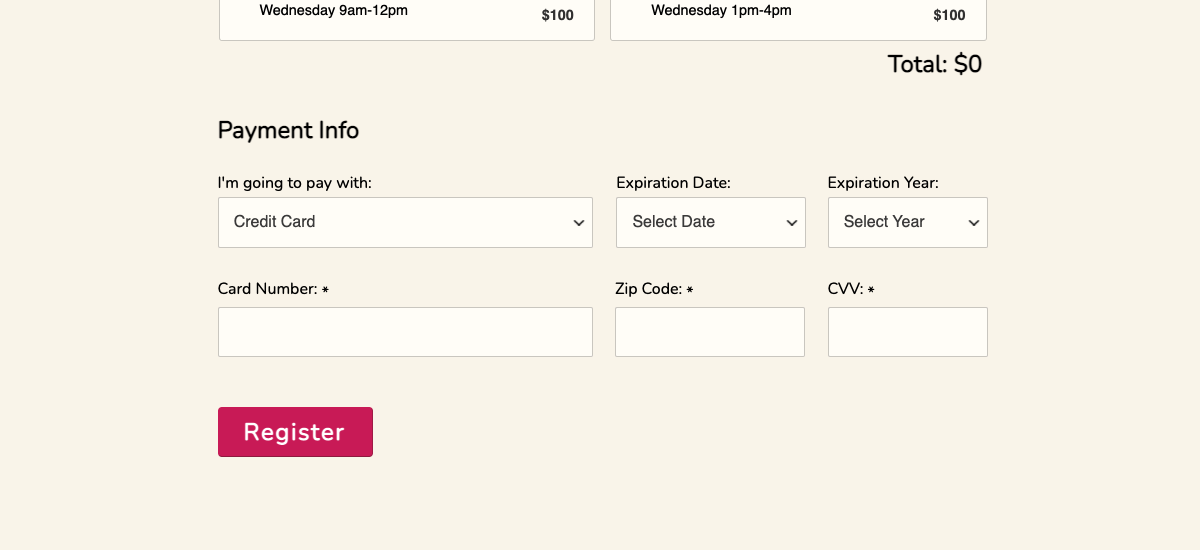 Wednesday 9am-12pm
$100
Wednesday 1pm-4pm
$100
Total: $0
Payment Info
I'm going to pay with:
Expiration Date:
Expiration Year:
Credit Card
Select Date
Select Year
Card Number: *
Zip Code: *
CVV: *
Register